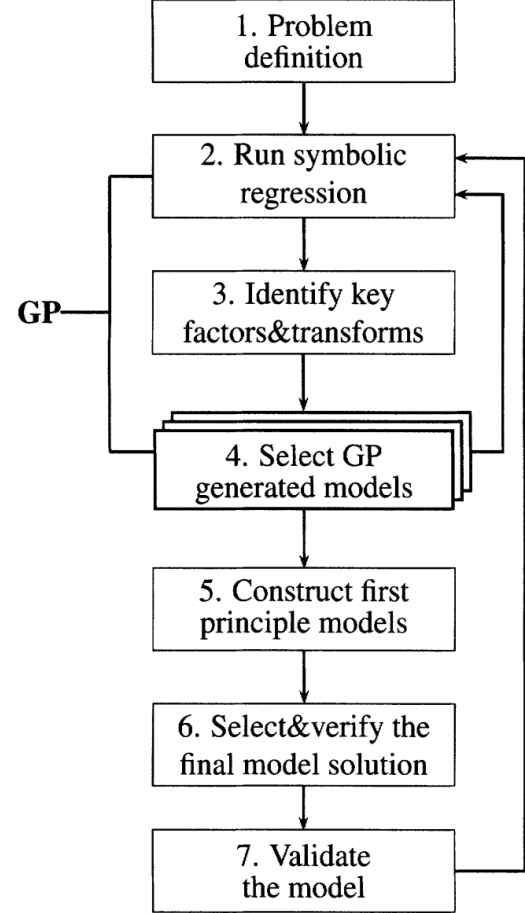 1. Problem
definition
2. Run symbolic
regression
GP
3. Identify key
factors&transforms
4. Select GP
generated models
5. Construct first
principle models
6. Select&verify the
final model solution
7. Validate
the model